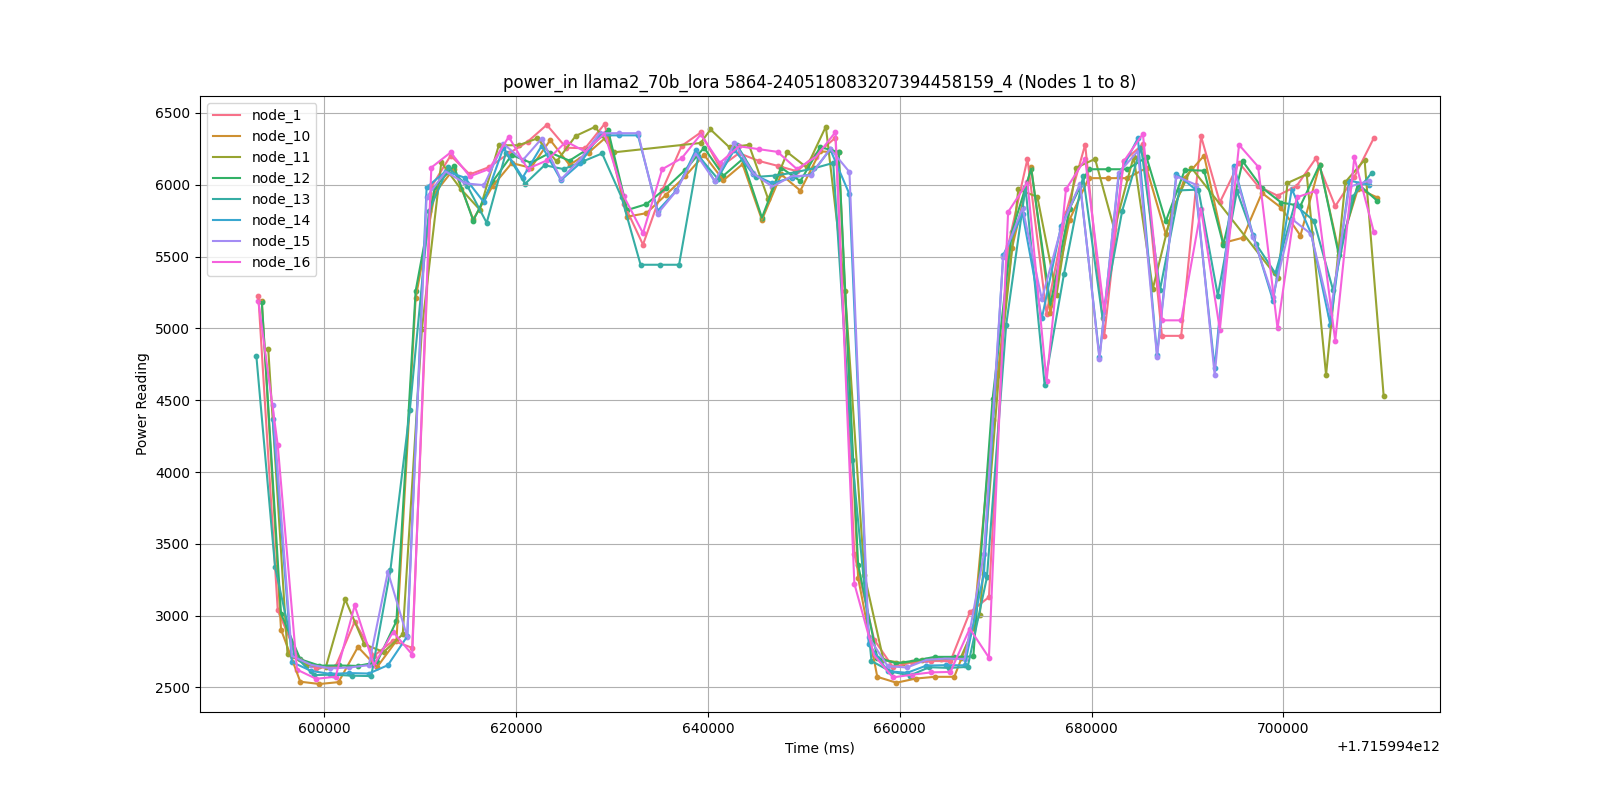 power_in llama2_70b_lora 5864-240518083207394458159_4 (Nodes 1 to 8)
6500
6000
5500
5000
4500
4000
3500
3000
2500
Power Reading
node_1
node_10
node_11
node_12
node_13
node_14
node_15
node_16
600000 620000 640000 660000 680000 700000
Time (ms)
+1.715994e12